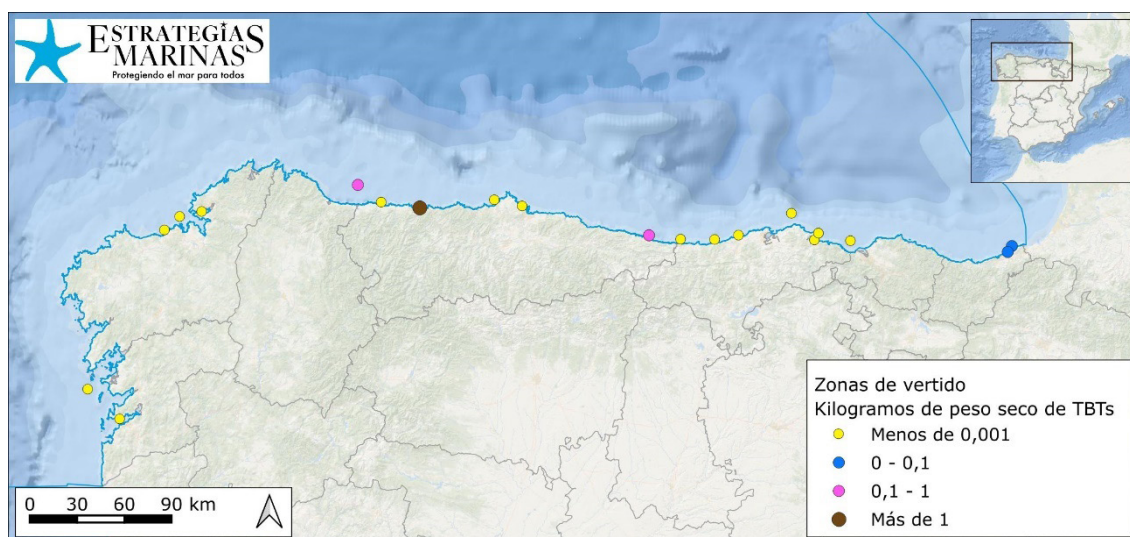 ESTRATEGIAS
MARINAS
Protegiendo el mar para todos
Zonas de vertido
Kilogramos de peso seco de TBTs
Menos de 0,001
0 - 0,1
0,1 - 1
Más de 1
0 30 60 90 km